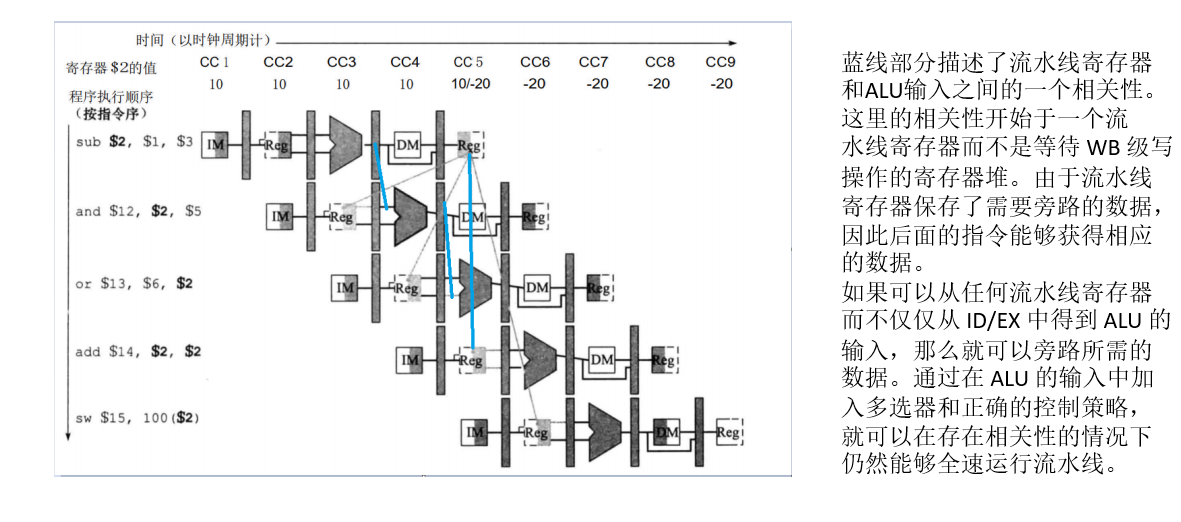 时间（以时钟周期计）
寄存器 $2的值 CC 1 CC2 CC3 CC4 CC 5 CC6 CC7 CC8 CC9
10 10 10 10 10/-20 -20 -20 -20 -20
程序执行顺序
（按指令序）
sub $2, $1, $3 IM Reg DM Reg
and $12, $2, $5 IM Reg DM Reg
or $13, $6, $2 IM Reg DM Reg
add $14, $2, $2 IM Reg DM Reg
sw $15, 100($2) IM Reg DM Reg
蓝线部分描述了流水线寄存器
和ALU输入之间的一个相关性。
这里的相关性开始于一个流
水线寄存器而不是等待 WB 级写
操作的寄存器堆。由于流水线
寄存器保存了需要旁路的数据，
因此后面的指令能够获得相应
的数据。
如果可以从任何流水线寄存器
而不仅仅从 ID/EX 中得到 ALU 的
输入，那么就可以旁路所需的
数据。通过在 ALU 的输入中加
入多选器和正确的控制策略，
就可以在存在相关性的情况下
仍然能够全速运行流水线。